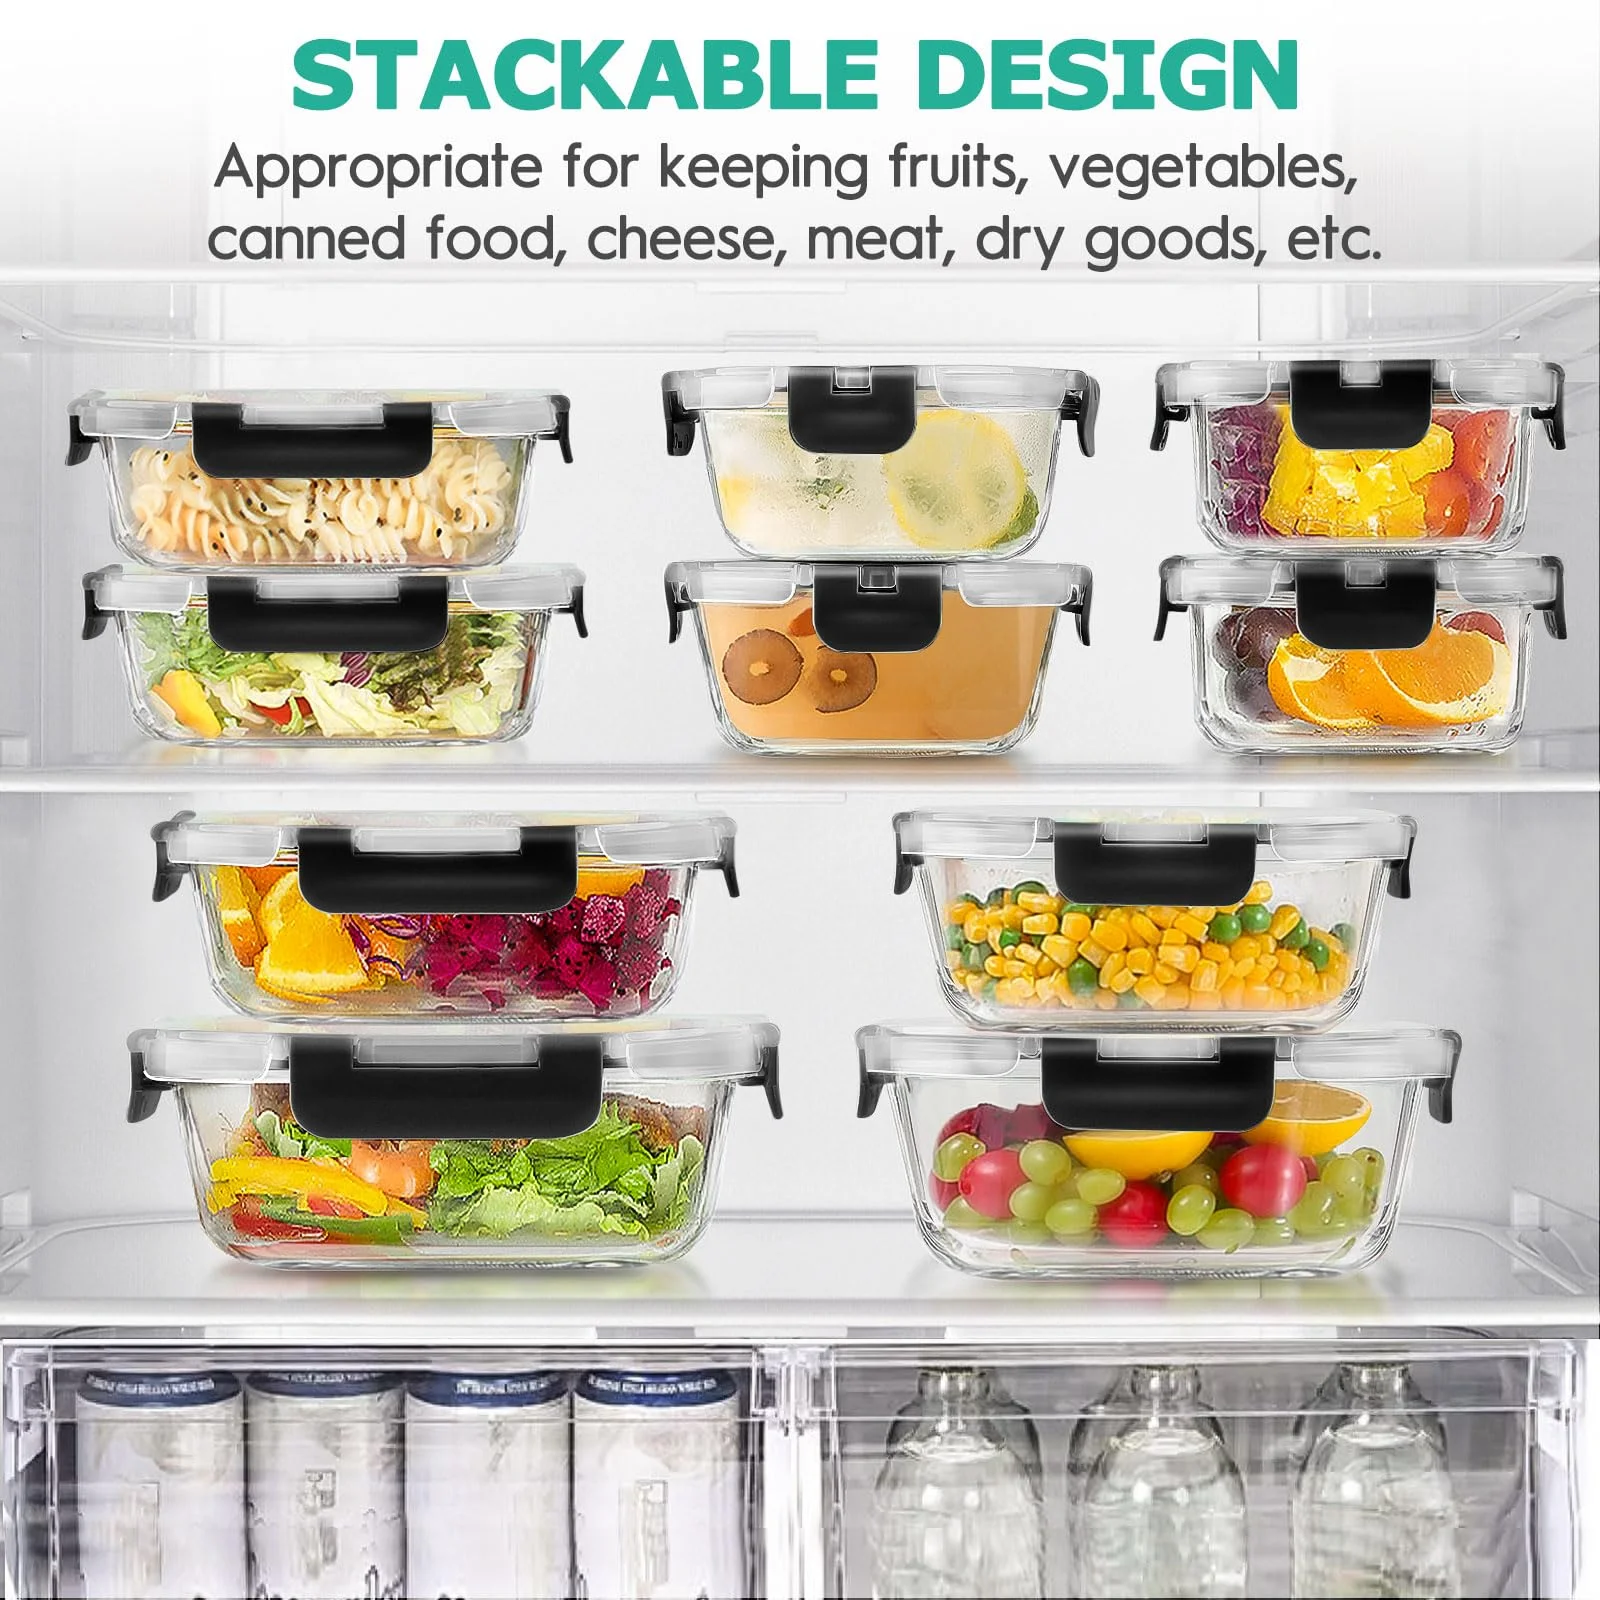 STACKABLE DESIGN
Appropriate for keeping fruits, vegetables,
canned food, cheese, meat, dry goods, etc.